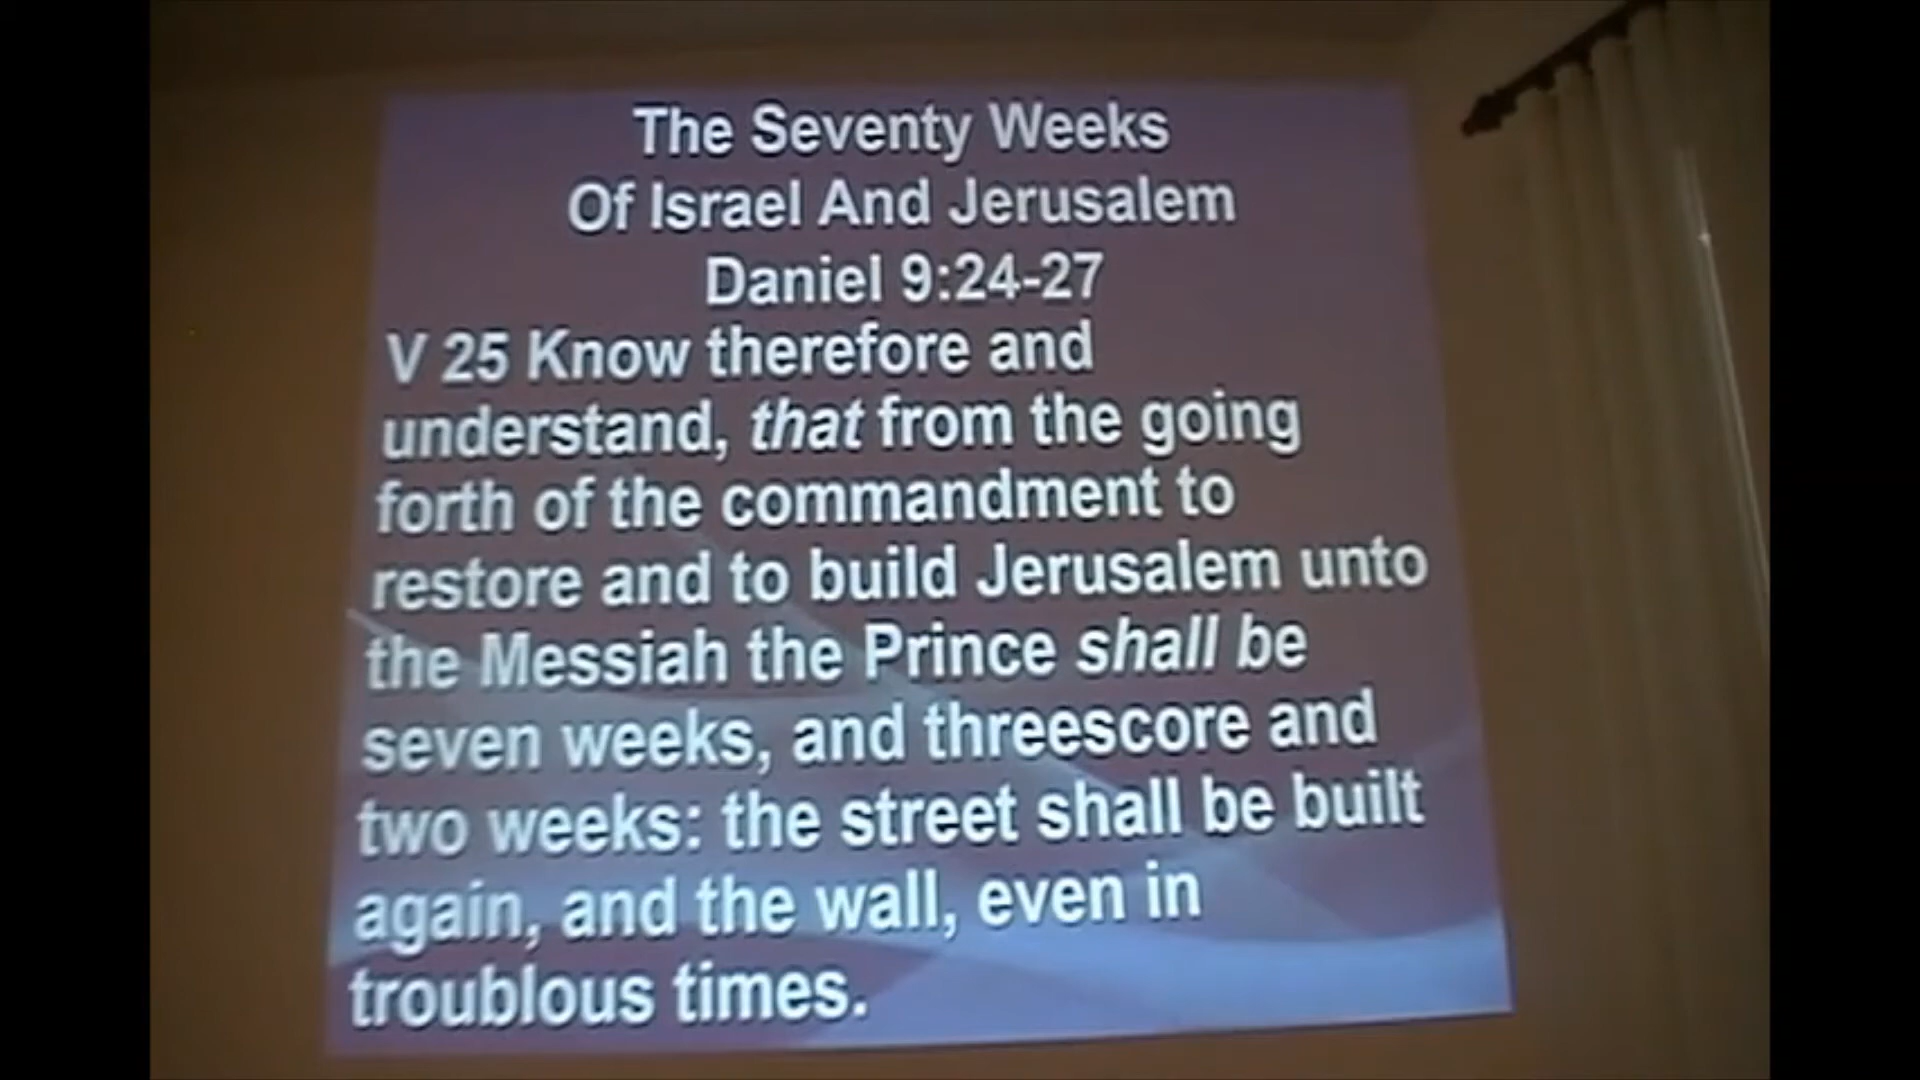 The Seventy Weeks
Of Israel And Jerusalem
Daniel 9:24-27
V 25 Know therefore and
understand, that from the going
forth of the commandment to
restore and to build Jerusalem unto
the Messiah the Prince shall be
seven weeks, and threescore and
two weeks: the street shall be built
again, and the wall, even in
troublous times.